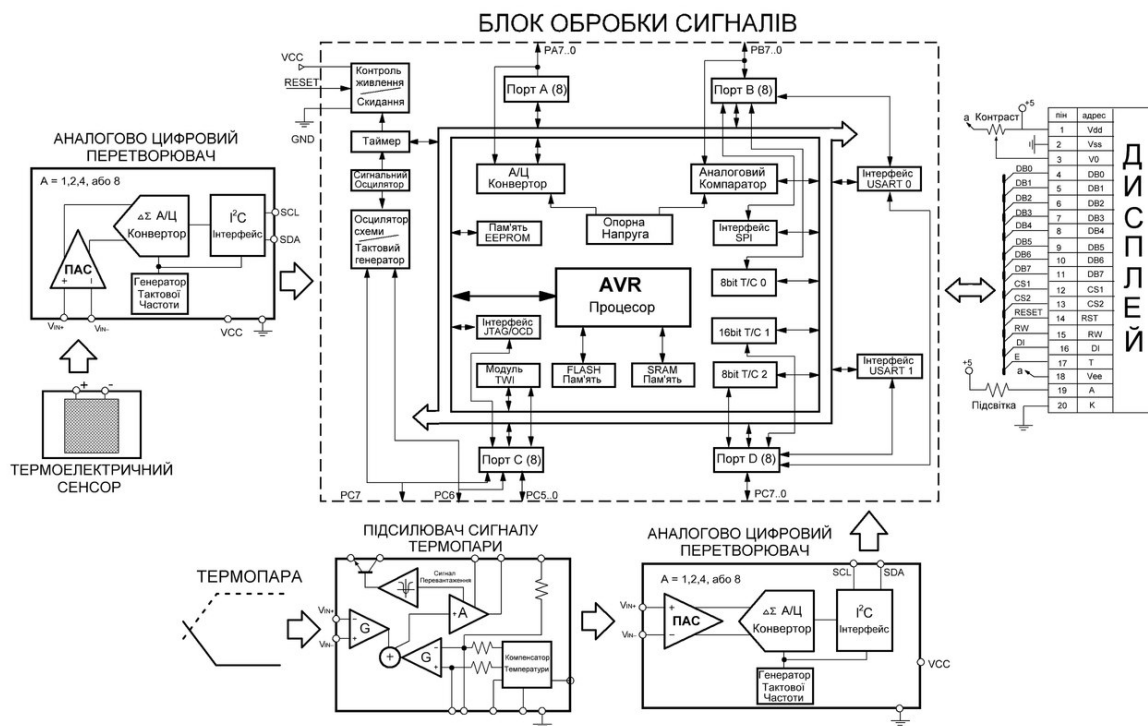 БЛОК ОБРОБКИ СИГНАЛІВ
PA7..0
PB7..0
VCC
RESET
GND
Контроль
живлення
Скидання
Таймер
Сигнальний
Осцилятор
Осцилятор
схеми
Тактовий
генератор
Порт А (8)
Порт В (8)
А/Ц
Конвертор
Аналоговий
Компаратор
Інтерфейс
USART 0
Пам'ять
EEPROM
Опорна
Напруга
Інтерфейс
SPI
AVR
Процесор
8bit T/C 0
Інтерфейс
JTAG/OCD
16bit T/C 1
Модуль
TWI
FLASH
Пам'ять
SRAM
Пам'ять
8bit T/C 2
Інтерфейс
USART 1
Порт С (8)
Порт D (8)
PC7
PC6
PC5..0
PC7..0
АНАЛОГОВО ЦИФРОВИЙ
ПЕРЕТВОРЮВАЧ
A = 1,2,4, або 8
ΔΣ А/Ц
Конвертор
I²C
Інтерфейс
SCL
SDA
ПАС
+ −
Генератор
Тактової
Частоти
VIN+
VIN-
VCC
+ -
ТЕРМОЕЛЕКТРИЧНИЙ
СЕНСОР
+5
a Контраст
пін адрес
1 Vdd
2 Vss
3 V0
DB0 4 DB0
DB1 5 DB1
DB2 6 DB2
DB3 7 DB3
DB4 8 DB4
DB5 9 DB5
DB6 10 DB6
DB7 11 DB7
CS1 12 CS1
CS2 13 CS2
RESET 14 RST
RW 15 RW
DI 16 DI
E 17 T
a 18 Vee
+5 19 A
Підсвітка
20 K
ДИСПЛЕЙ
ТЕРМОПАРА
ПІДСИЛЮВАЧ СИГНАЛУ
ТЕРМОПАРИ
Сигнал
Перевантаження
VIN+
VIN-
−
+
G
+A
+
G
−
+
Компенсатор
Температури
АНАЛОГОВО ЦИФРОВИЙ
ПЕРЕТВОРЮВАЧ
SCL
SDA
A = 1,2,4, або 8
VIN+
VIN-
+
ПАС
−
ΔΣ А/Ц
Конвертор
I²C
Інтерфейс
Генератор
Тактової
Частоти
VCC